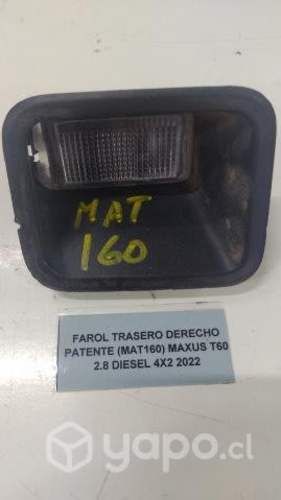 MAT
160
FAROL TRASERO DERECHO
PATENTE (MAT160) MAXUS T60
2.8 DIESEL 4X2 2022
yapo.cl